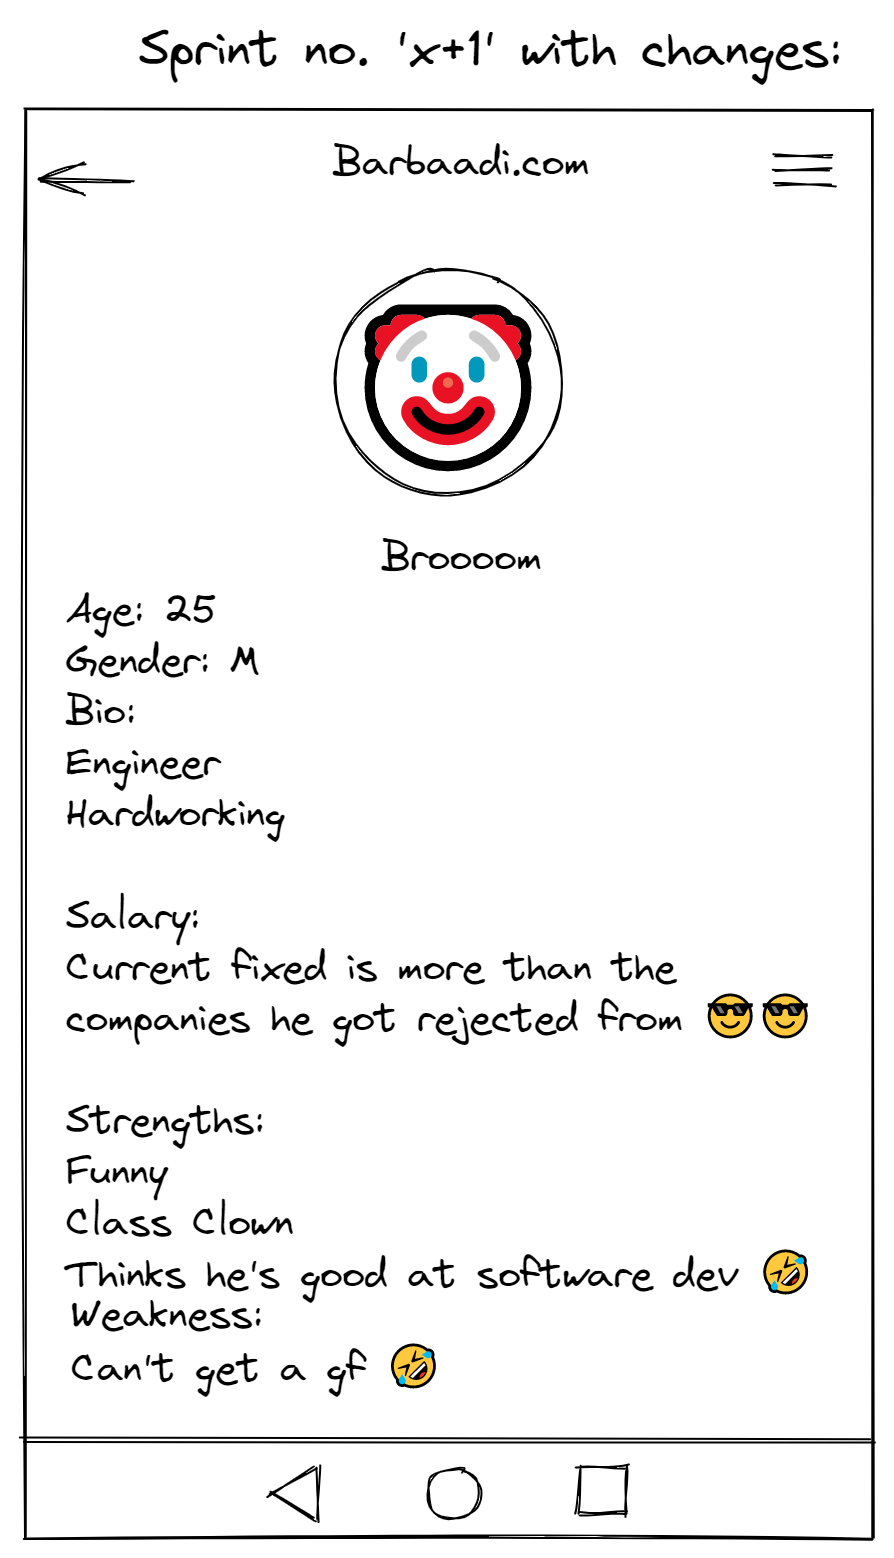 Sprint no. 'x+1' with changes:
Barbaadi.com
Broooom
Age: 25
Gender: M
Bio:
Engineer
Hardworking
Salary:
Current fixed is more than the
companies he got rejected from 😎😎
Strengths:
Funny
Class Clown
Thinks he's good at software dev 🤣
Weakness:
Can't get a gf 🤣